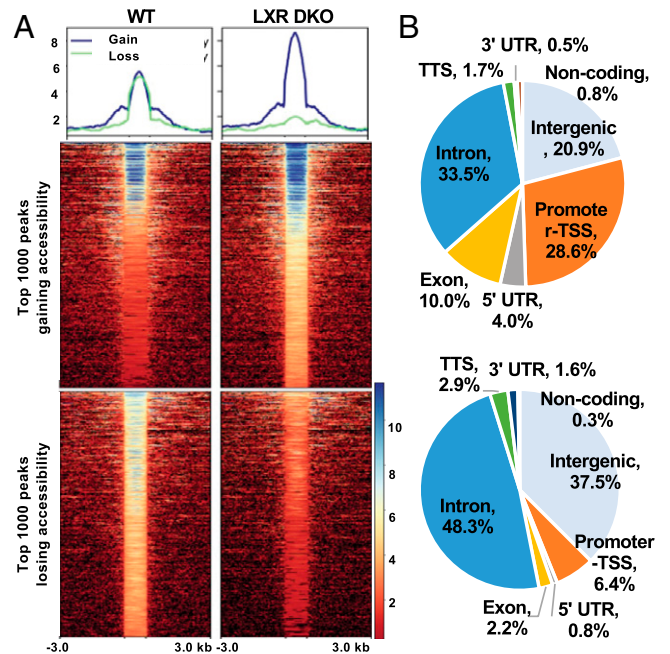 A
WT
LXR DKO
8
6
4
2
Gain
Loss
y
y
Top 1000 peaks
gaining accessibility
Top 1000 peaks
losing accessibility
10
8
6
4
2
-3.0
3.0 kb
-3.0
3.0 kb
B
3' UTR, 0.5%
TTS, 1.7%
Non-coding,
0.8%
Intergenic
, 20.9%
Intron,
33.5%
Promote
r-TSS,
28.6%
Exon,
10.0%
5' UTR,
4.0%
TTS,
2.9%
3' UTR, 1.6%
Non-coding,
0.3%
Intergenic,
37.5%
Intron,
48.3%
Promoter
-TSS,
6.4%
Exon,
2.2%
5' UTR,
0.8%